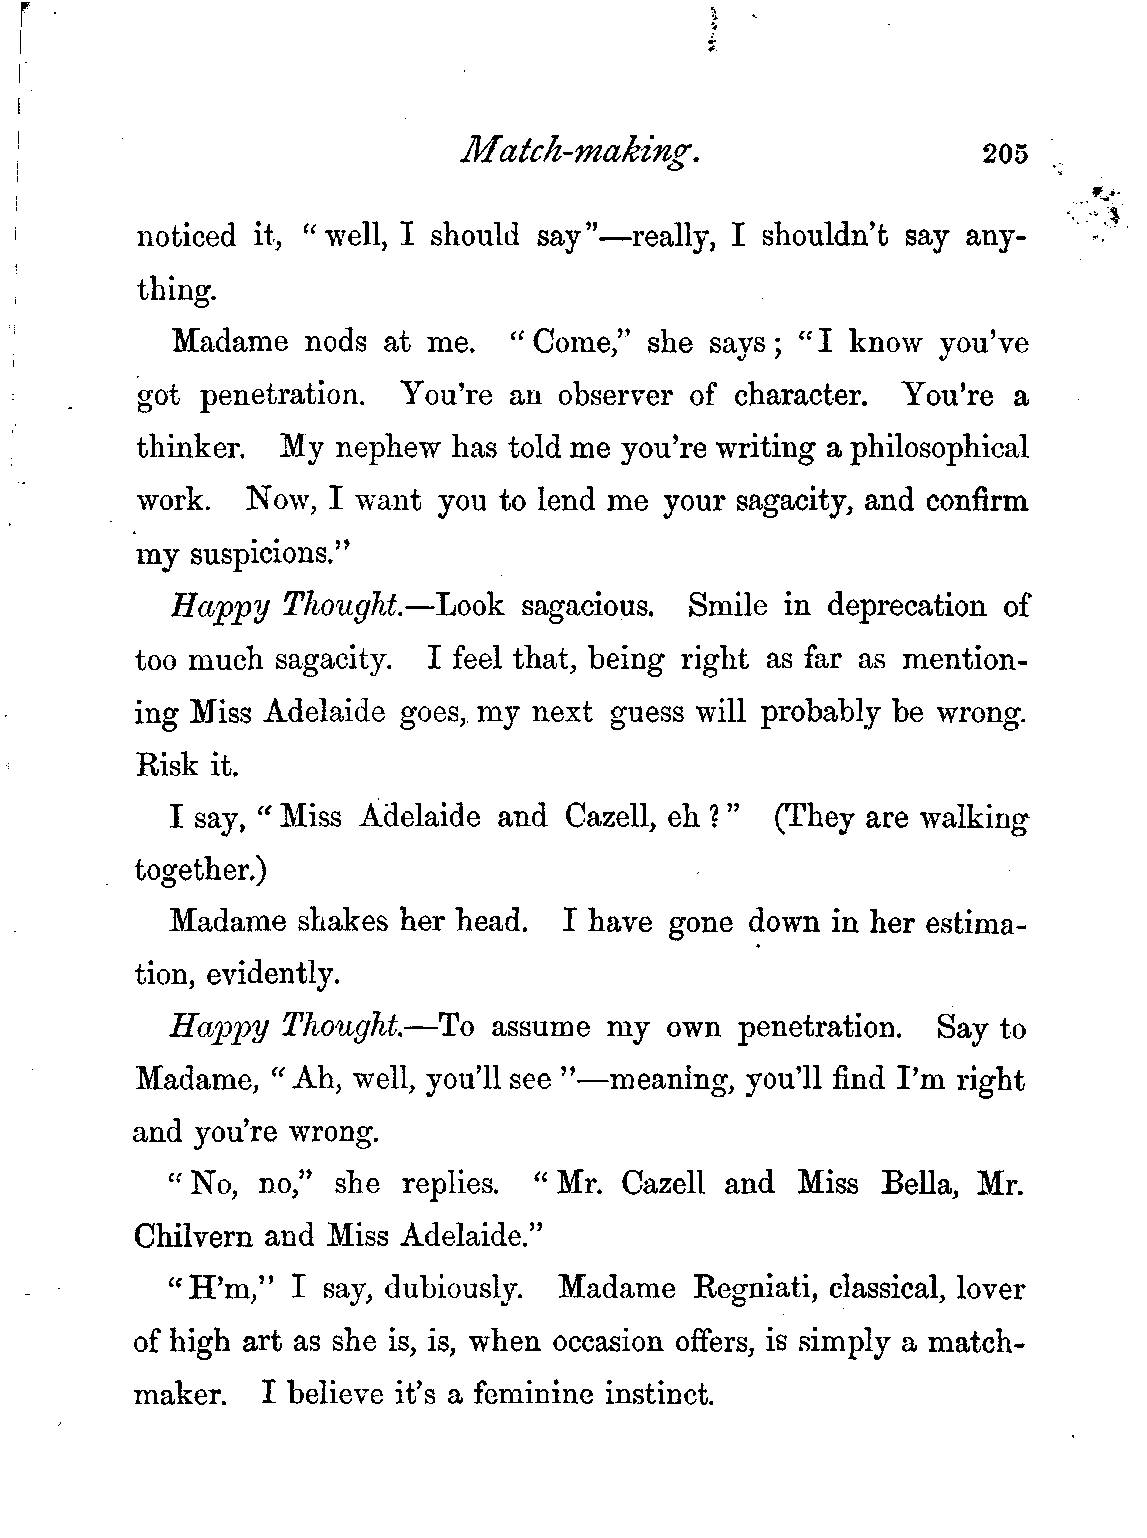 Match-making. 205
noticed it, “well, I should say”—really, I shouldn’t say any-
thing.
Madame nods at me. “Come,” she says; “I know you’ve
got penetration. You’re an observer of character. You’re a
thinker. My nephew has told me you’re writing a philosophical
work. Now, I want you to lend me your sagacity, and confirm
my suspicions.”
Happy Thought.—Look sagacious. Smile in deprecation of
too much sagacity. I feel that, being right as far as mention-
ing Miss Adelaide goes, my next guess will probably be wrong.
Risk it.
I say, “Miss Adelaide and Cazell, eh?” (They are walking
together.)
Madame shakes her head. I have gone down in her estima-
tion, evidently.
Happy Thought.—To assume my own penetration. Say to
Madame, “Ah, well, you’ll see”—meaning, you’ll find I’m right
and you’re wrong.
“No, no,” she replies. “Mr. Cazell and Miss Bella, Mr.
Chilvern and Miss Adelaide.”
“H’m,” I say, dubiously. Madame Regniati, classical, lover
of high art as she is, is, when occasion offers, is simply a match-
maker. I believe it’s a feminine instinct.